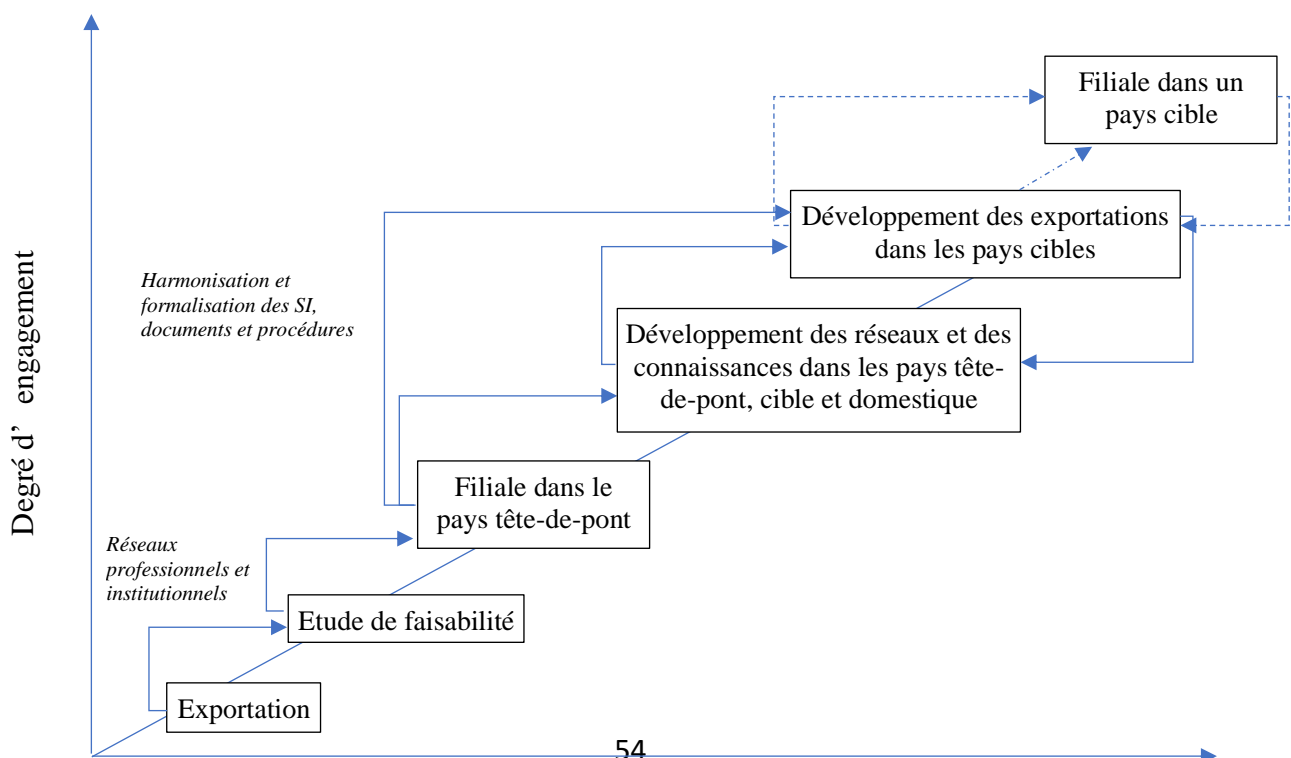 Filiale dans un
pays cible
Développement des exportations
dans les pays cibles
Harmonisation et
formalisation des SI,
documents et procédures
Degré d’ engagement
Développement des réseaux et des
connaissances dans les pays tête-
de-pont, cible et domestique
Filiale dans le
pays tête-de-pont
Réseaux
professionnels et
institutionnels
Etude de faisabilité
Exportation
54